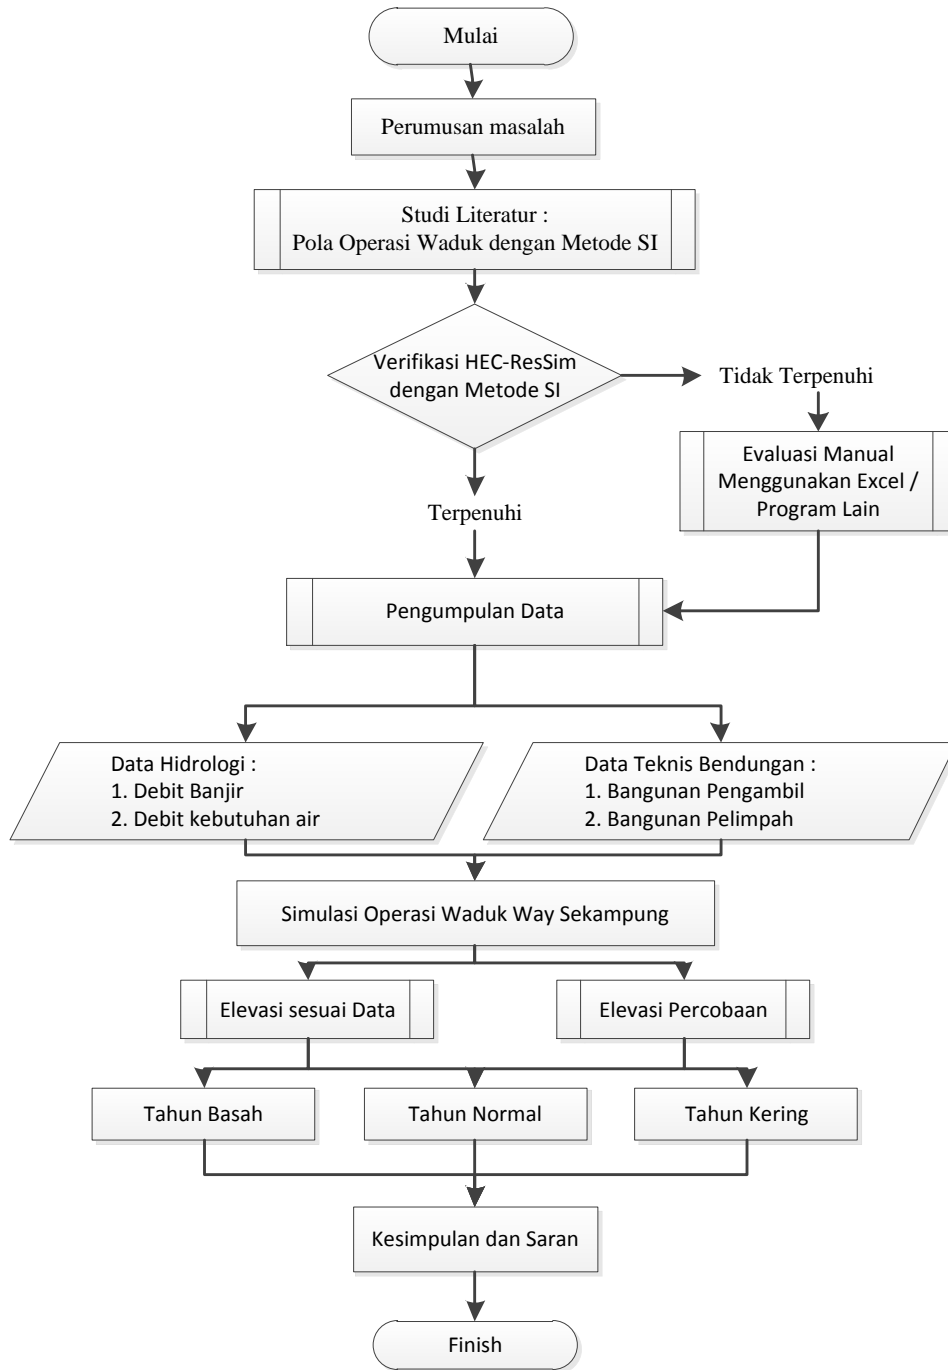 Mulai
Perumusan masalah
Studi Literatur :
Pola Operasi Waduk dengan Metode SI
Verifikasi HEC-ResSim
dengan Metode SI
Tidak Terpenuhi
Evaluasi Manual
Menggunakan Excel /
Program Lain
Terpenuhi
Pengumpulan Data
Data Hidrologi :
1. Debit Banjir
2. Debit kebutuhan air
Data Teknis Bendungan :
1. Bangunan Pengambil
2. Bangunan Pelimpah
Simulasi Operasi Waduk Way Sekampung
Elevasi sesuai Data
Elevasi Percobaan
Tahun Basah
Tahun Normal
Tahun Kering
Kesimpulan dan Saran
Finish